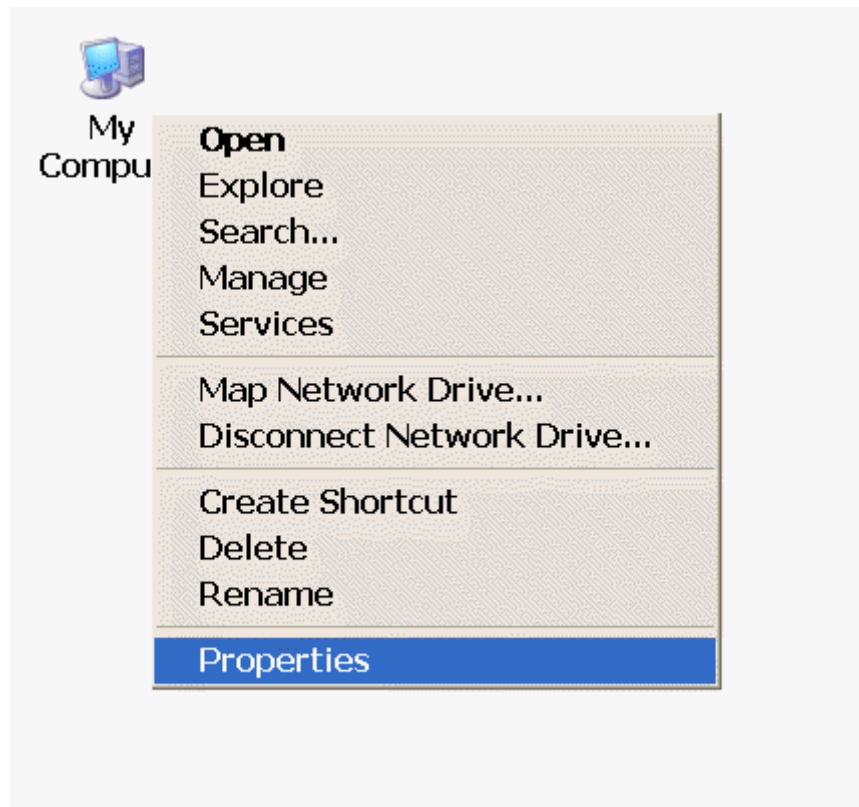 My
Compu
Open
Explore
Search...
Manage
Services
Map Network Drive...
Disconnect Network Drive...
Create Shortcut
Delete
Rename
Properties